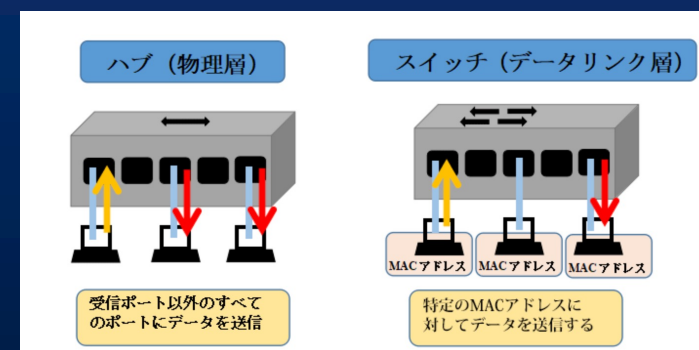 ハブ（物理層）
スイッチ（データリンク層）
MACアドレス
MACアドレス
MACアドレス
受信ポート以外のすべて
のポートにデータを送信
特定のMACアドレスに
対してデータを送信する